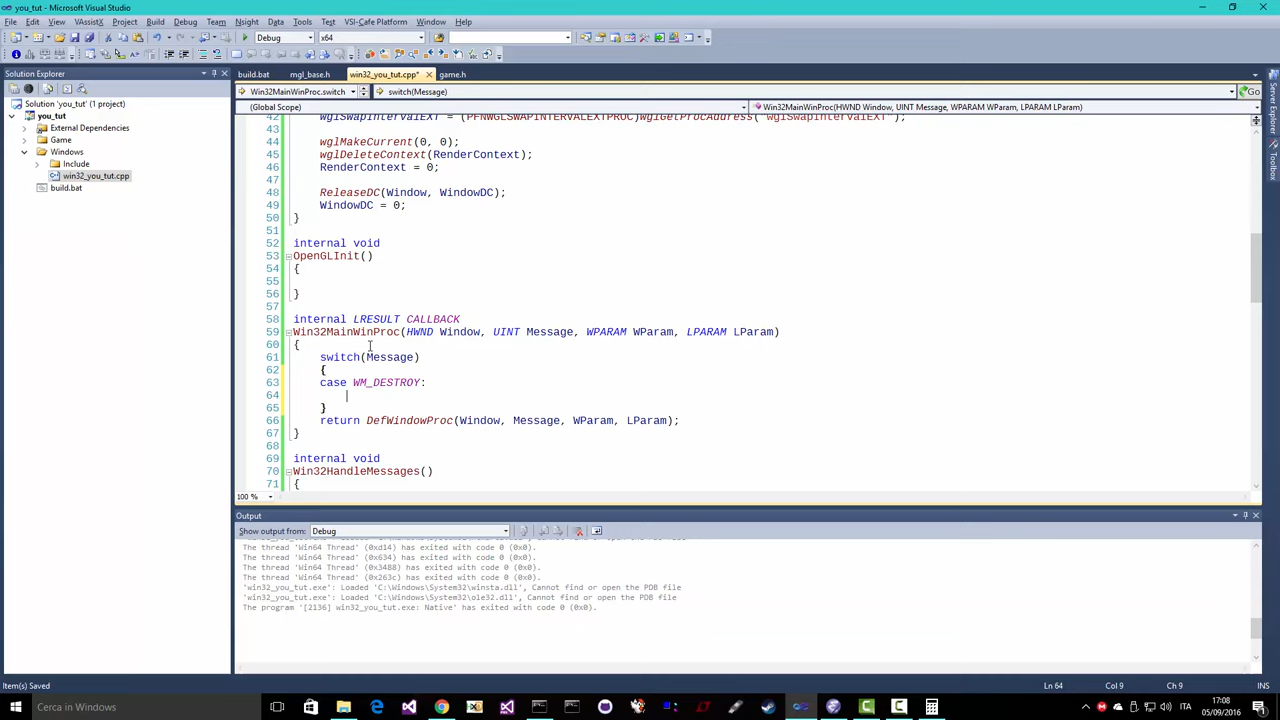 you_tut - Microsoft Visual Studio
File Edit View VAssistX Project Build Debug Team Nsight Data Tools Test VSI-Cafe Platform Window Help
Debug x64
Solution Explorer
build.bat mgl_base.h win32_you_tut.cpp* game.h
Win32MainWinProc.switch switch(Message) Go
(Global Scope) Win32MainWinProc(HWND Window, UINT Message, WPARAM WParam, LPARAM LParam)
Solution 'you_tut' (1 project)
you_tut
External Dependencies
Game
Windows
Include
win32_you_tut.cpp
build.bat
Server Explorer
Toolbox
42 wglSwapIntervalEXT = (PFNWGLSWAPINTERVALEXTPROC)wglGetProcAddress("wglSwapIntervalEXT");
43
44 wglMakeCurrent(0, 0);
45 wglDeleteContext(RenderContext);
46 RenderContext = 0;
47
48 ReleaseDC(Window, WindowDC);
49 WindowDC = 0;
50 }
51
52 internal void
53 OpenGLInit()
54 {
55
56 }
57
58 internal LRESULT CALLBACK
59 Win32MainWinProc(HWND Window, UINT Message, WPARAM WParam, LPARAM LParam)
60 {
61 switch(Message)
62 {
63 case WM_DESTROY:
64
65 }
66 return DefWindowProc(Window, Message, WParam, LParam);
67 }
68
69 internal void
70 Win32HandleMessages()
71 {
100 %
Output
Show output from: Debug
The thread 'Win64 Thread' (0xd14) has exited with code 0 (0x0).
The thread 'Win64 Thread' (0x634) has exited with code 0 (0x0).
The thread 'Win64 Thread' (0x3488) has exited with code 0 (0x0).
The thread 'Win64 Thread' (0x263c) has exited with code 0 (0x0).
'win32_you_tut.exe': Loaded 'C:\Windows\System32\winsta.dll', Cannot find or open the PDB file
'win32_you_tut.exe': Loaded 'C:\Windows\System32\ole32.dll', Cannot find or open the PDB file
The program '[2136] win32_you_tut.exe: Native' has exited with code 0 (0x0).
Item(s) Saved Ln 64 Col 9 Ch 9 INS
Cerca in Windows ITA 17:08
05/09/2016